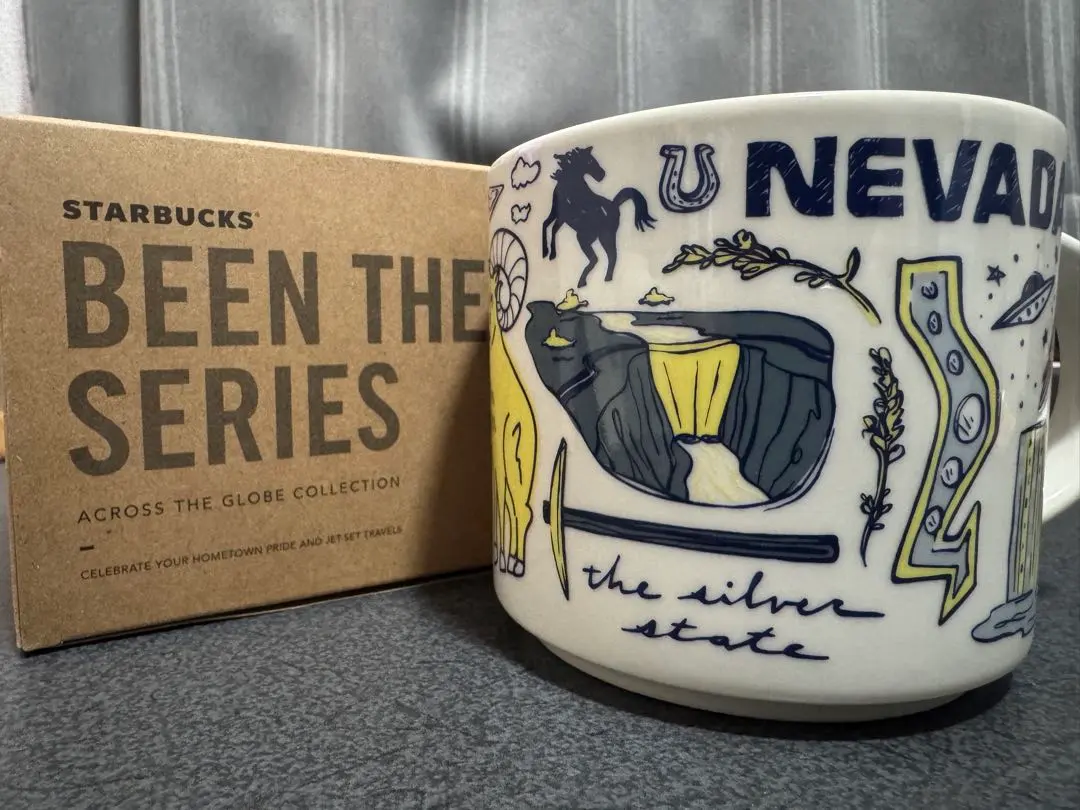 STARBUCKS®
BEEN THE
SERIES
ACROSS THE GLOBE COLLECTION
CELEBRATE YOUR HOMETOWN PRIDE AND JET-SET TRAVELS
NEVADA
the silver
state